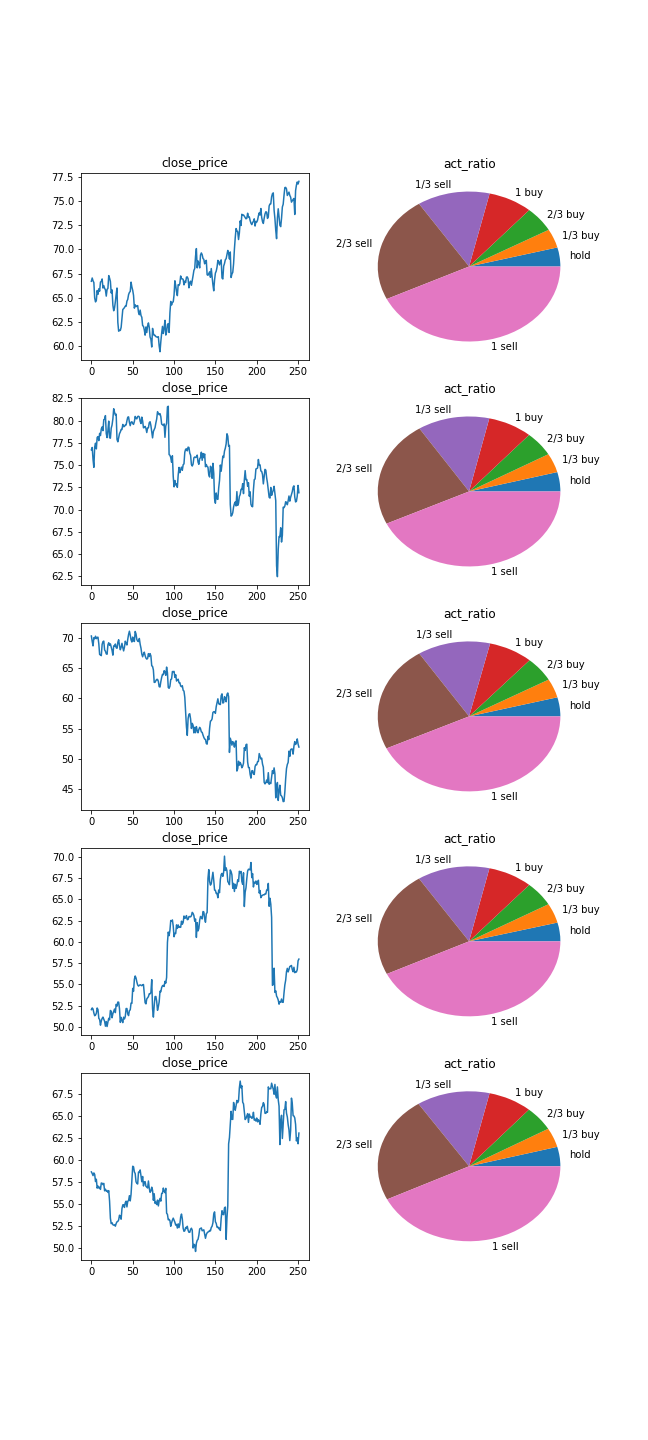 close_price
77.5
75.0
72.5
70.0
67.5
65.0
62.5
60.0
0 50 100 150 200 250
act_ratio
hold
1/3 buy
2/3 buy
1 buy
1/3 sell
2/3 sell
1 sell
close_price
82.5
80.0
77.5
75.0
72.5
70.0
67.5
65.0
62.5
0 50 100 150 200 250
act_ratio
hold
1/3 buy
2/3 buy
1 buy
1/3 sell
2/3 sell
1 sell
close_price
70
65
60
55
50
45
0 50 100 150 200 250
act_ratio
hold
1/3 buy
2/3 buy
1 buy
1/3 sell
2/3 sell
1 sell
close_price
70.0
67.5
65.0
62.5
60.0
57.5
55.0
52.5
50.0
0 50 100 150 200 250
act_ratio
hold
1/3 buy
2/3 buy
1 buy
1/3 sell
2/3 sell
1 sell
close_price
67.5
65.0
62.5
60.0
57.5
55.0
52.5
50.0
0 50 100 150 200 250
act_ratio
hold
1/3 buy
2/3 buy
1 buy
1/3 sell
2/3 sell
1 sell